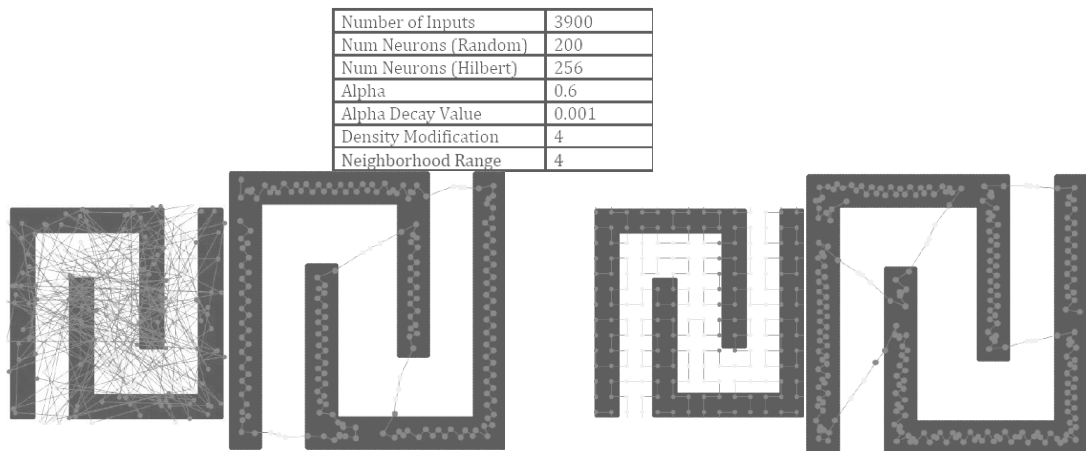 Number of Inputs 3900
Num Neurons (Random) 200
Num Neurons (Hilbert) 256
Alpha 0.6
Alpha Decay Value 0.001
Density Modification 4
Neighborhood Range 4